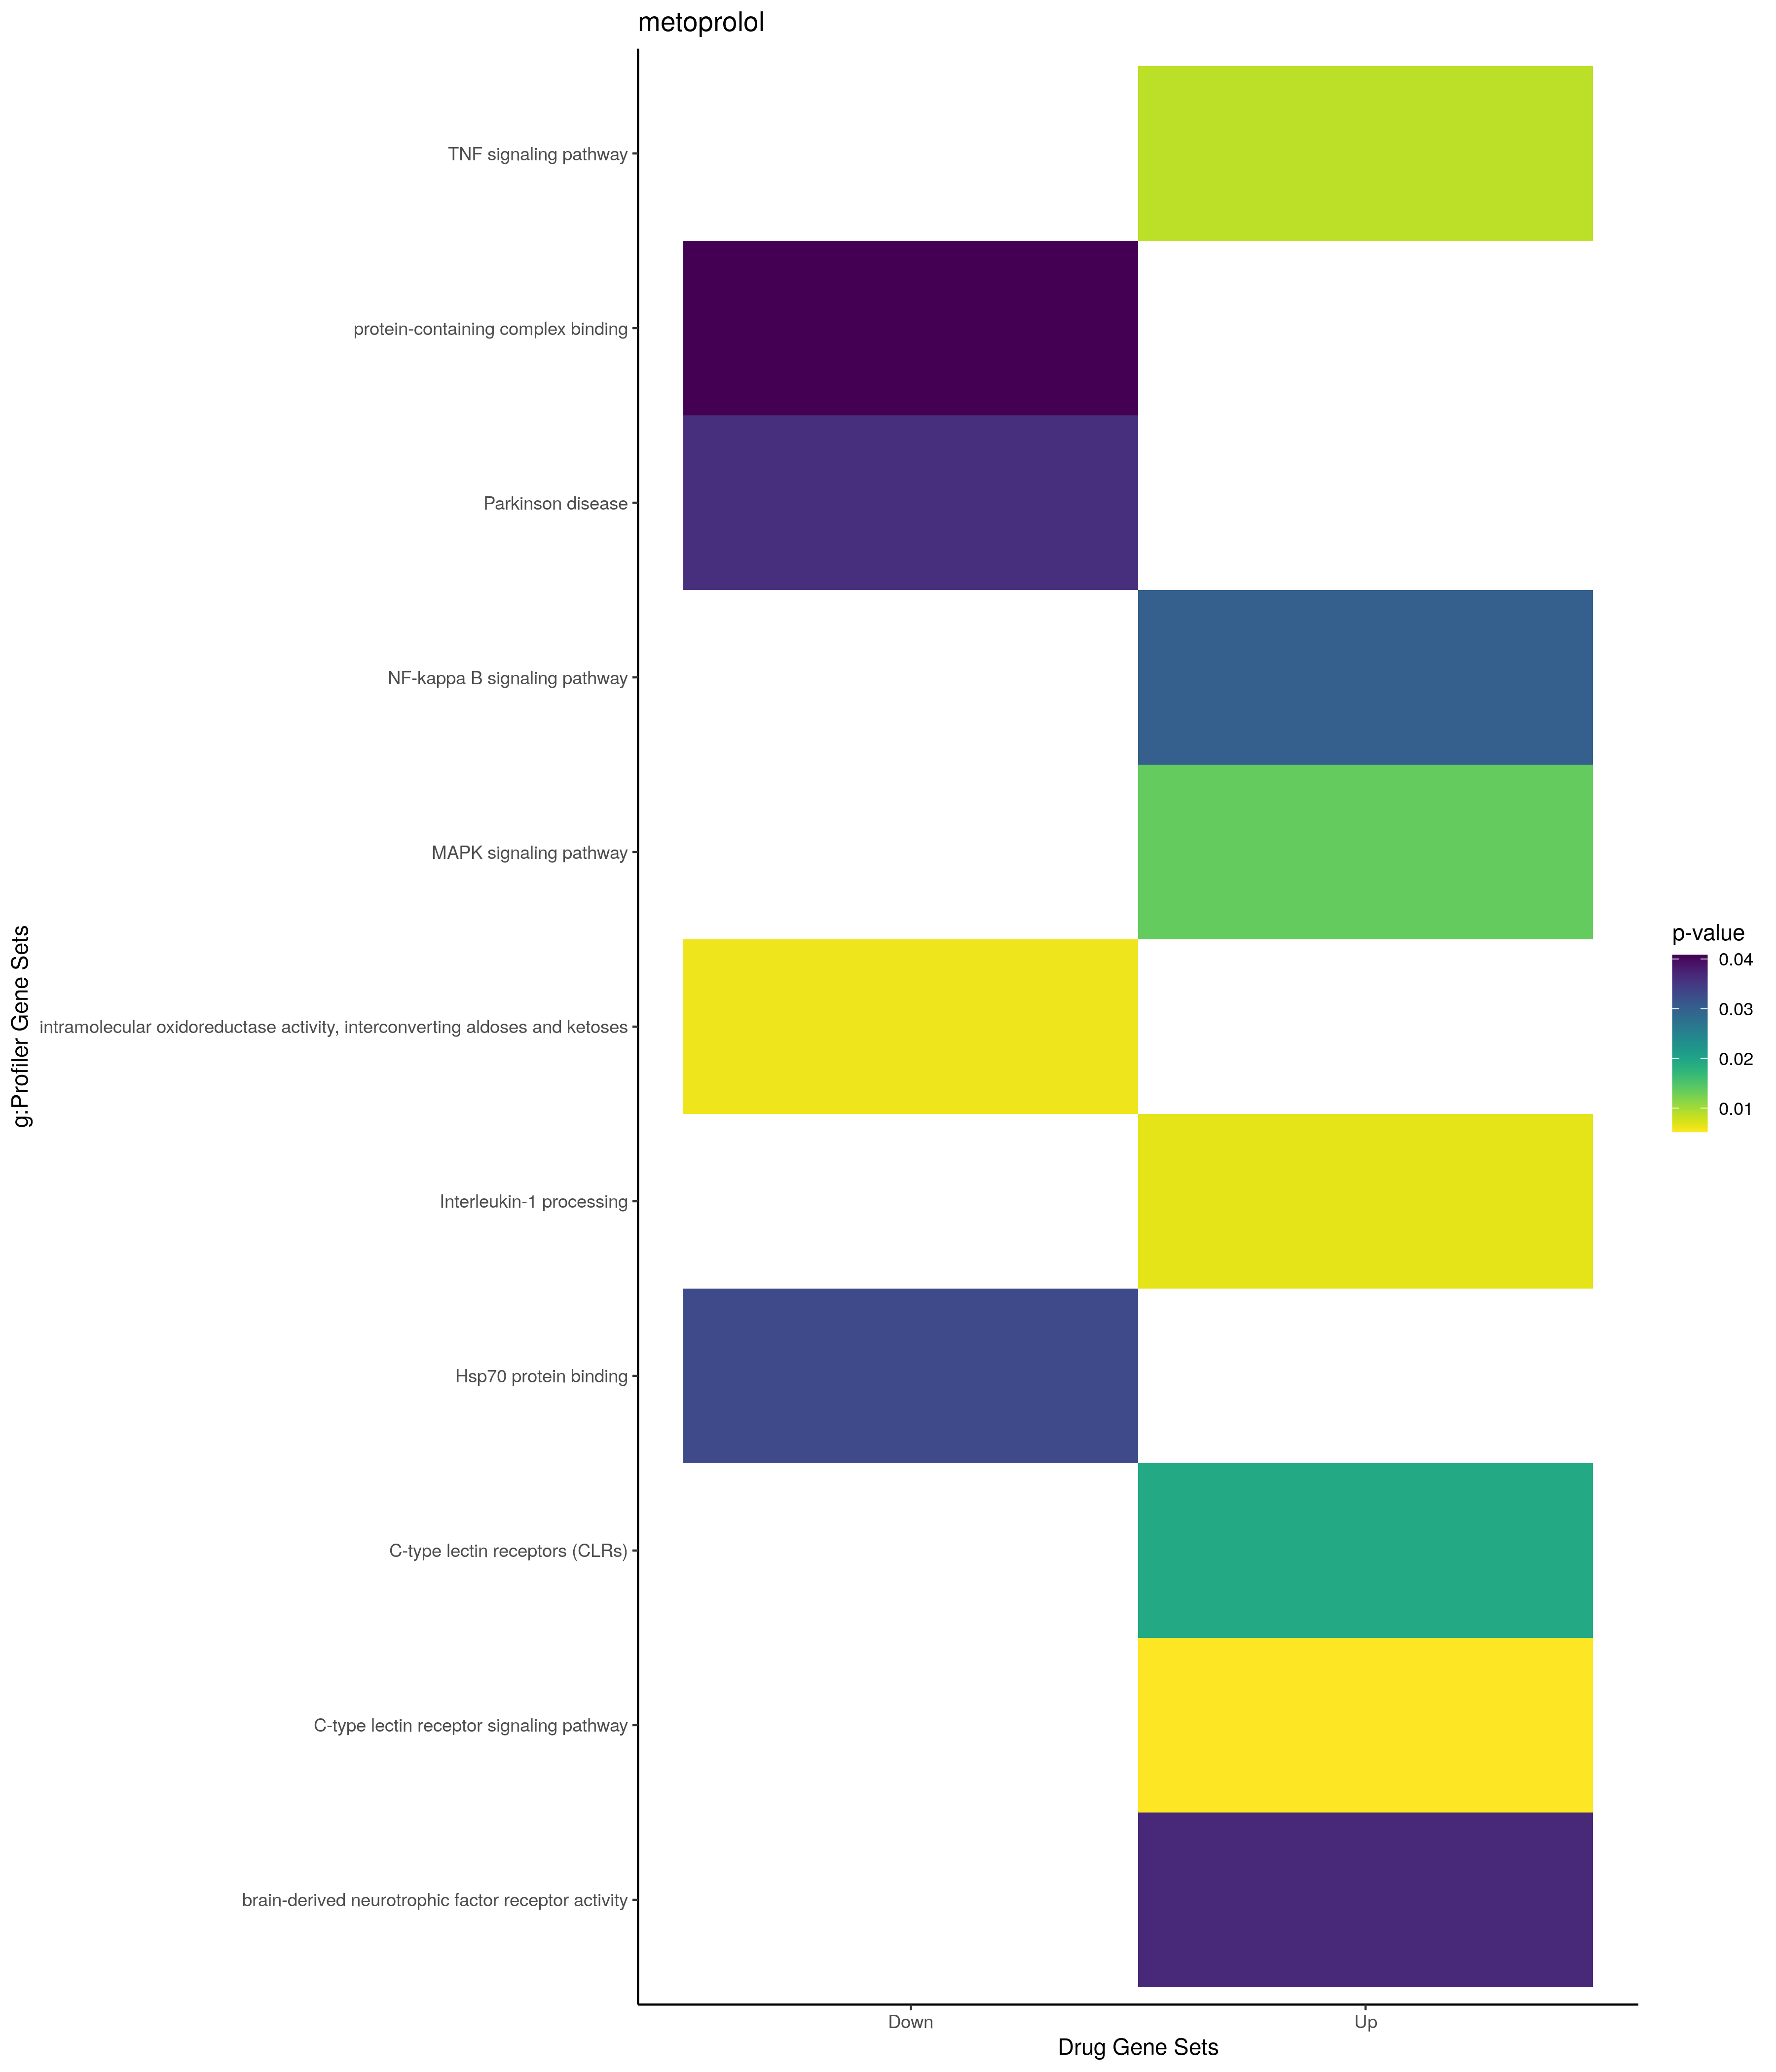 metoprolol
TNF signaling pathway
protein-containing complex binding
Parkinson disease
NF-kappa B signaling pathway
MAPK signaling pathway
intramolecular oxidoreductase activity, interconverting aldoses and ketoses
Interleukin-1 processing
Hsp70 protein binding
C-type lectin receptors (CLRs)
C-type lectin receptor signaling pathway
brain-derived neurotrophic factor receptor activity
g:Profiler Gene Sets
Down Up
Drug Gene Sets
p-value
0.04
0.03
0.02
0.01